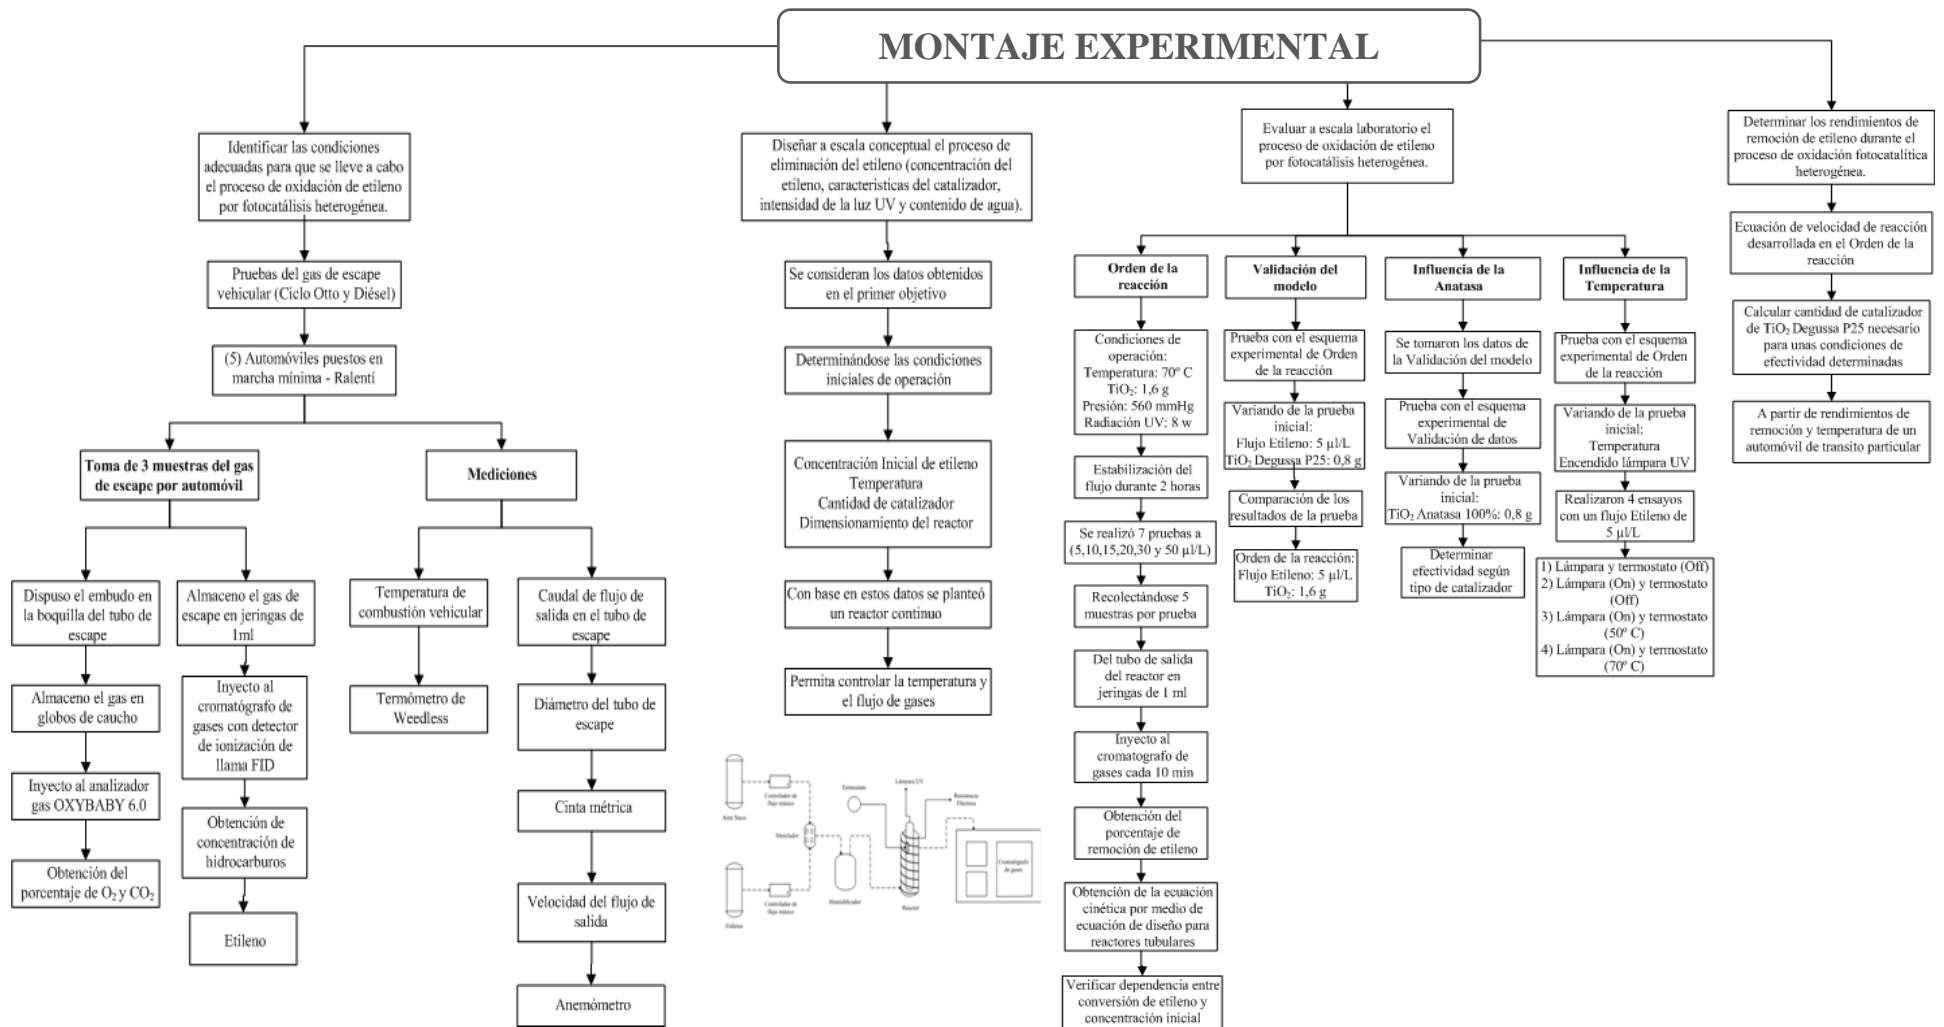 MONTAJE EXPERIMENTAL
Identificar las condiciones
adecuadas para que se lleve a cabo
el proceso de oxidación de etileno
por fotocatálisis heterogénea.
Pruebas del gas de escape
vehicular (Ciclo Otto y Diésel)
(5) Automóviles puestos en
marcha mínima - Ralentí
Toma de 3 muestras del gas
de escape por automóvil
Dispuso el embudo en
la boquilla del tubo de
escape
Almaceno el gas en
globos de caucho
Inyecto al analizador
gas OXYBABY 6.0
Obtención del
porcentaje de O₂ y CO₂
Almaceno el gas de
escape en jeringas de
1ml
Inyecto al
cromatógrafo de
gases con detector
de ionización de
llama FID
Obtención de
concentración de
hidrocarburos
Etileno
Mediciones
Temperatura de
combustión vehicular
Termómetro de
Weedless
Caudal de flujo de
salida en el tubo de
escape
Diámetro del tubo de
escape
Cinta métrica
Velocidad del flujo de
salida
Anemómetro
Diseñar a escala conceptual el proceso de
eliminación del etileno (concentración del
etileno, características del catalizador,
intensidad de la luz UV y contenido de agua).
Se consideran los datos obtenidos
en el primer objetivo
Determinándose las condiciones
iníciales de operación
Concentración Inicial de etileno
Temperatura
Cantidad de catalizador
Dimensionamiento del reactor
Con base en estos datos se planteó
un reactor continuo
Permita controlar la temperatura y
el flujo de gases
Aire Seco
Controlador de
flujo másico
Mezclador
Etileno
Controlador de
flujo másico
Humidificador
Termostato
Lámpara UV
Resistencia
Eléctrica
Reactor
Cromatógrafo
de gases
Evaluar a escala laboratorio el
proceso de oxidación de etileno
por fotocatálisis heterogénea.
Orden de la
reacción
Condiciones de
operación:
Temperatura: 70º C
TiO₂: 1,6 g
Presión: 560 mmHg
Radiación UV: 8 w
Estabilización del
flujo durante 2 horas
Se realizó 7 pruebas a
(5,10,15,20,30 y 50 µl/L)
Recolectándose 5
muestras por prueba
Del tubo de salida
del reactor en
jeringas de 1 ml
Inyecto al
cromatografo de
gases cada 10 min
Obtención del
porcentaje de
remoción de etileno
Obtención de la ecuación
cinética por medio de
ecuación de diseño para
reactores tubulares
Verificar dependencia entre
conversión de etileno y
concentración inicial
Validación del
modelo
Prueba con el esquema
experimental de Orden
de la reacción
Variando de la prueba
inicial:
Flujo Etileno: 5 µl/L
TiO₂ Degussa P25: 0,8 g
Comparación de los
resultados de la prueba
Orden de la reacción:
Flujo Etileno: 5 µl/L
TiO₂: 1,6 g
Influencia de la
Anatasa
Se tomaron los datos de
la Validación del modelo
Prueba con el esquema
experimental de
Validación de datos
Variando de la prueba
inicial:
TiO₂ Anatasa 100%: 0,8 g
Determinar
efectividad según
tipo de catalizador
Influencia de la
Temperatura
Prueba con el esquema
experimental de Orden
de la reacción
Variando de la prueba
inicial:
Temperatura
Encendido lámpara UV
Realizaron 4 ensayos
con un flujo Etileno de
5 µl/L
1) Lámpara y termostato (Off)
2) Lámpara (On) y termostato
(Off)
3) Lámpara (On) y termostato
(50º C)
4) Lámpara (On) y termostato
(70º C)
Determinar los rendimientos de
remoción de etileno durante el
proceso de oxidación fotocatalítica
heterogénea.
Ecuación de velocidad de reacción
desarrollada en el Orden de la
reacción
Calcular cantidad de catalizador
de TiO₂ Degussa P25 necesario
para unas condiciones de
efectividad determinadas
A partir de rendimientos de
remoción y temperatura de un
automóvil de transito particular